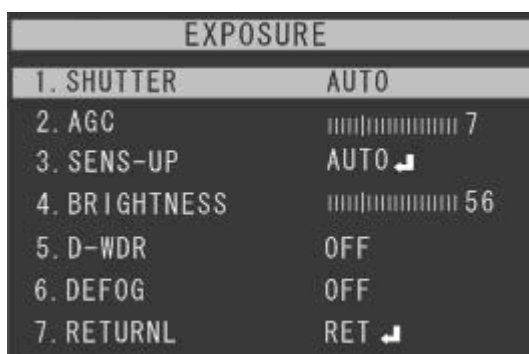 EXPOSURE
1. SHUTTER AUTO
2. AGC 7
3. SENS-UP AUTO
4. BRIGHTNESS 56
5. D-WDR OFF
6. DEFOG OFF
7. RETURNL RET